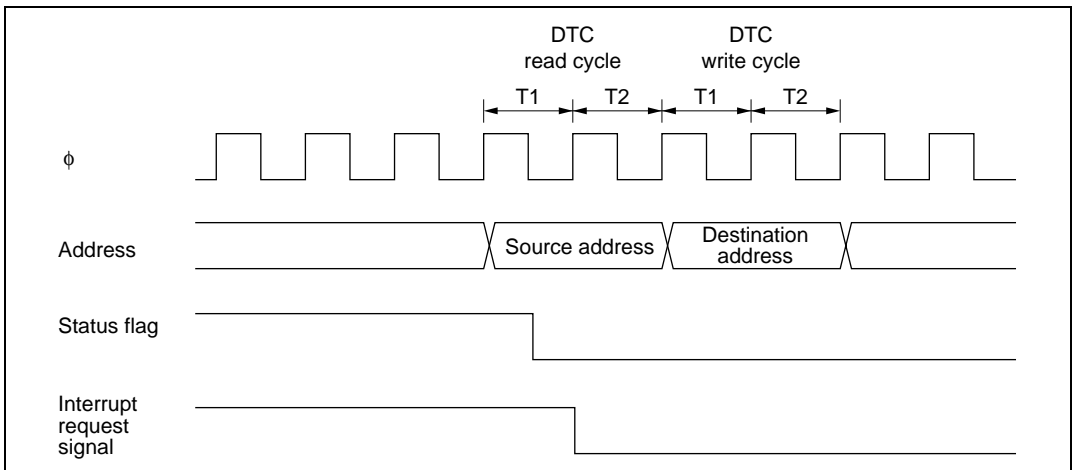 DTC
read cycle
DTC
write cycle
T1
T2
T1
T2
ϕ
Address
Source address
Destination
address
Status flag
Interrupt
request
signal